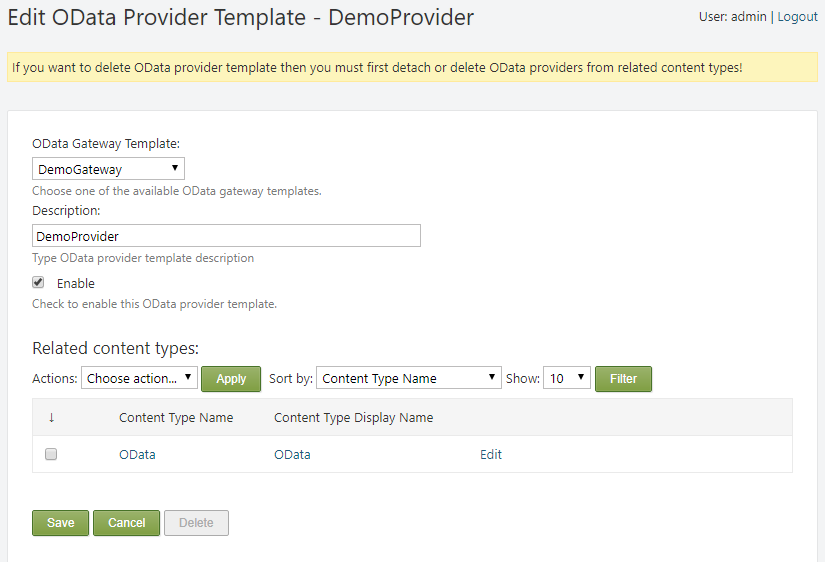 Edit OData Provider Template - DemoProvider
User: admin | Logout
If you want to delete OData provider template then you must first detach or delete OData providers from related content types!
OData Gateway Template:
DemoGateway
Choose one of the available OData gateway templates.
Description:
DemoProvider
Type OData provider template description
Enable
Check to enable this OData provider template.
Related content types:
Actions: Choose action... Apply Sort by: Content Type Name Show: 10 Filter
↓ Content Type Name Content Type Display Name
OData OData Edit
Save Cancel Delete